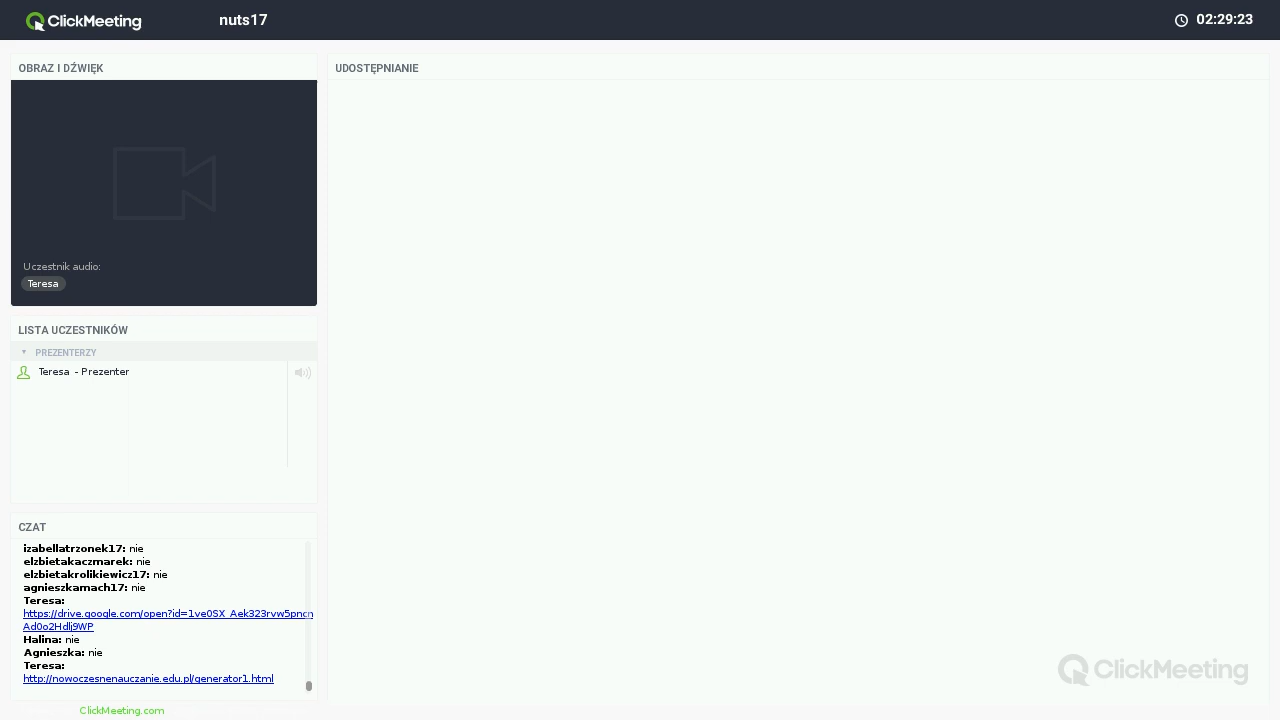 ClickMeeting
nuts17
02:29:23
OBRAZ I DŹWIĘK
UDOSTĘPNIANIE
Uczestnik audio:
Teresa
LISTA UCZESTNIKÓW
PREZENTERZY
Teresa - Prezenter
CZAT
izabellatrzonek17: nie
elzbietakaczmarek: nie
elzbietakrolikiewicz17: nie
agnieszkamach17: nie
Teresa:
https://drive.google.com/open?id=1ve0SX_Aek323rvw5pncn
Ad0o2Hdlj9WP
Halina: nie
Agnieszka: nie
Teresa:
http://nowoczesnenauczanie.edu.pl/generator1.html
ClickMeeting
ClickMeeting.com